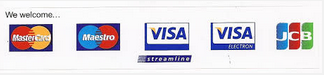 We welcome...
MasterCard Maestro VISA VISA JCB
ELECTRON
streamline